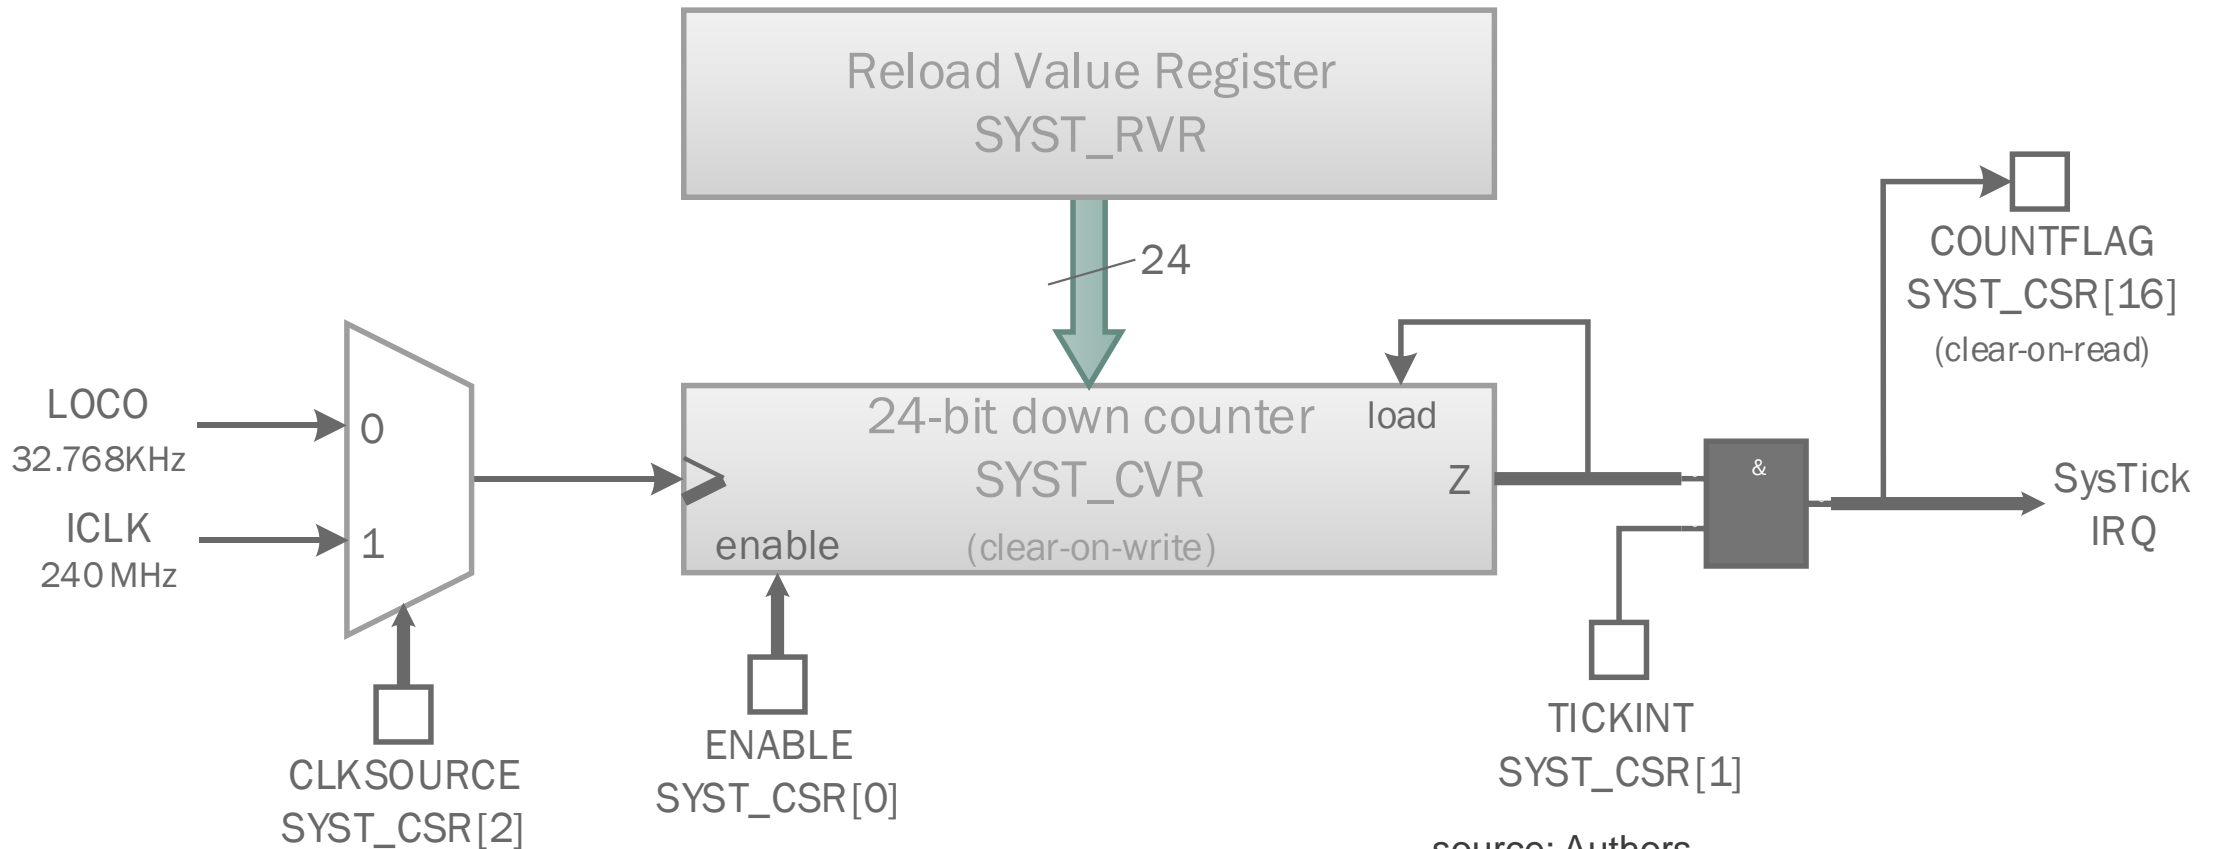 Reload Value Register
SYST_RVR
24
COUNTFLAG
SYST_CSR[16]
(clear-on-read)
LOCO
32.768KHz
0
ICLK
240 MHz
1
24-bit down counter
load
SYST_CVR
Z
enable
(clear-on-write)
&
SysTick
IRQ
CLKSOURCE
SYST_CSR[2]
ENABLE
SYST_CSR[0]
TICKINT
SYST_CSR[1]
source: Authors